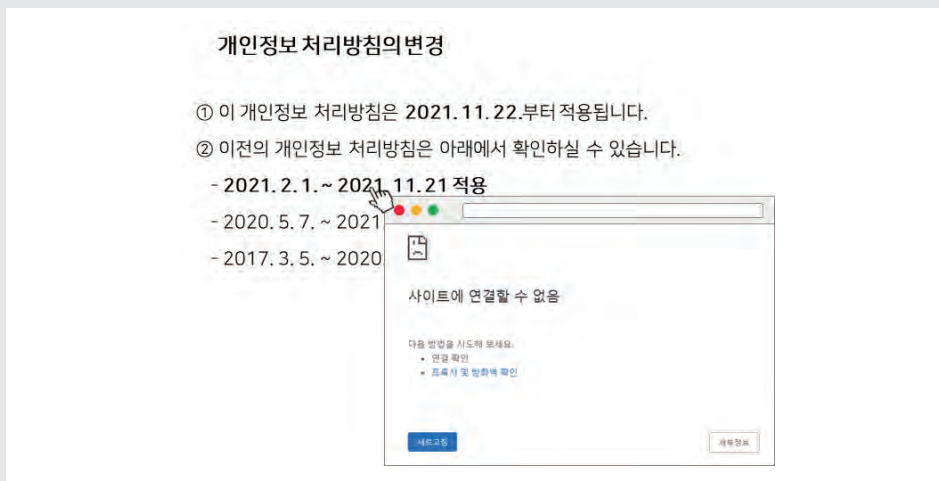 개인정보 처리방침의 변경
① 이 개인정보 처리방침은 2021. 11. 22.부터 적용됩니다.
② 이전의 개인정보 처리방침은 아래에서 확인하실 수 있습니다.
- 2021. 2. 1. ~ 2021. 11. 21 적용
- 2020. 5. 7. ~ 2021
- 2017. 3. 5. ~ 2020
사이트에 연결할 수 없음
다음 방법을 시도해 보세요.
• 연결 확인
• 프록시 및 방화벽 확인
새로고침
세부정보